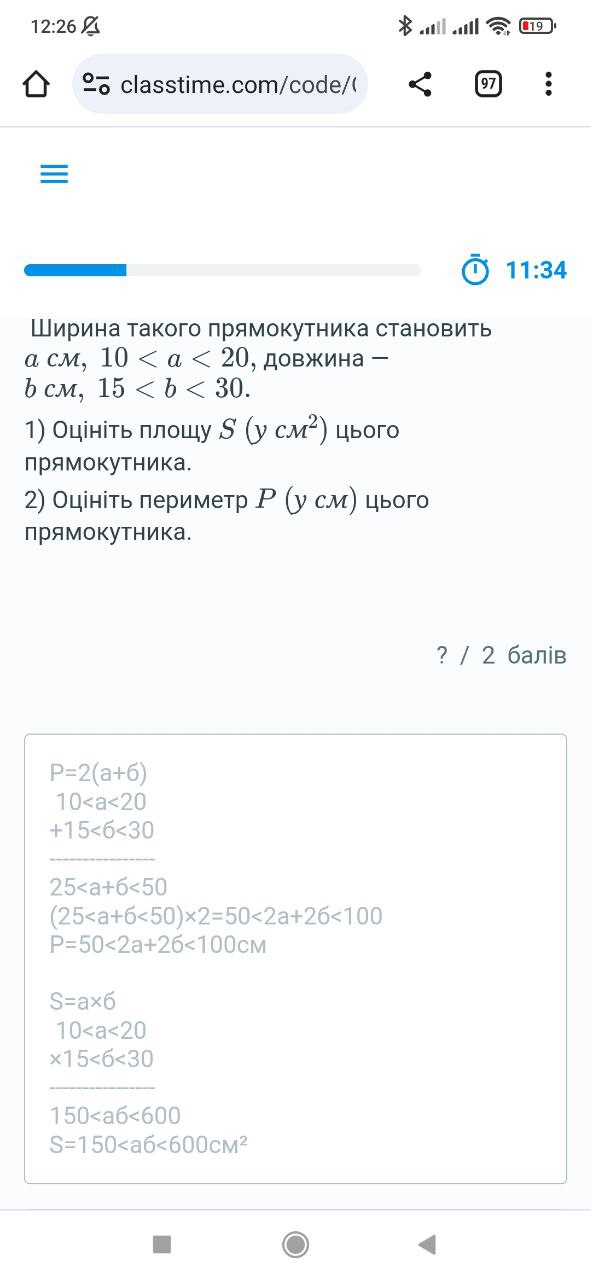 12:26
19
classtime.com/code/(
97
11:34
Ширина такого прямокутника становить
a см, 10 < a < 20, довжина —
b см, 15 < b < 30.
1) Оцініть площу S (у см²) цього
прямокутника.
2) Оцініть периметр P (у см) цього
прямокутника.
? / 2 балів
P=2(а+б)
10<а<20
+15<б<30
----------------
25<а+б<50
(25<а+б<50)×2=50<2а+2б<100
P=50<2а+2б<100см
S=а×б
10<а<20
×15<б<30
----------------
150<аб<600
S=150<аб<600см²